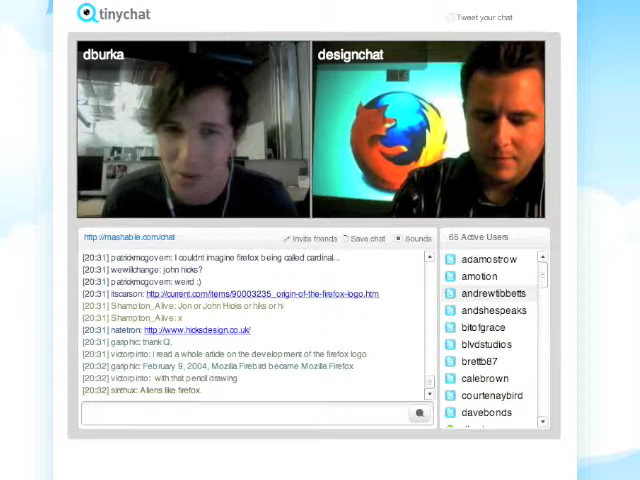 tinychat
Tweet your chat
dburka
designchat
http://mashable.com/chat
Invite friends
Save chat
Sounds
65 Active Users
[20:31] patrickmcgovern: I couldnt imagine firefox being called cardinal...
[20:31] wewillchange: john hicks?
[20:31] patrickmcgovern: weird ;)
[20:31] itscarson: http://current.com/items/90003235_origin-of-the-firefox-logo.htm
[20:31] Shampton_Alive: Jon or John Hicks or hiks or hi
[20:31] Shampton_Alive: x
[20:31] natetron: http://www.hicksdesign.co.uk/
[20:31] gariphic: thank Q.
[20:31] victorpinto: i read a whole article on the development of the firefox logo
[20:32] gariphic: February 9, 2004, Mozilla Firebird became Mozilla Firefox
[20:32] victorpinto: with that pencil drawing
[20:32] sinthux: Aliens like firefox.
adamostrow
amotion
andrewtibbetts
andshespeaks
bitofgrace
blvdstudios
brettb87
calebrown
courtenaybird
davebonds